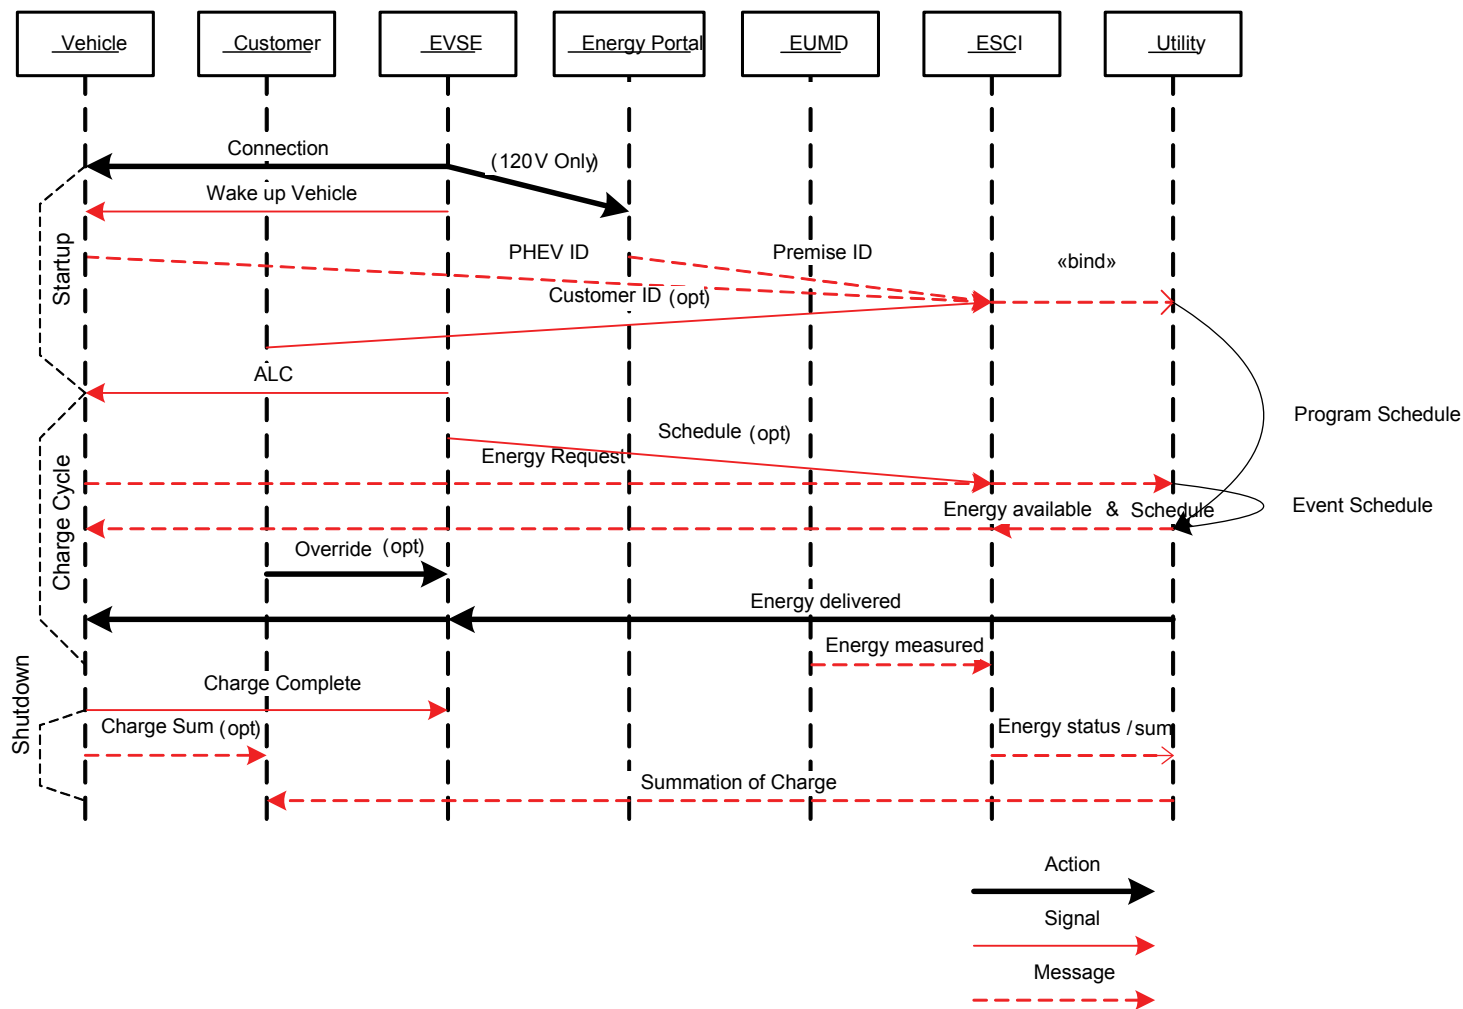 Vehicle
Customer
EVSE
Energy Portal
EUMD
ESCI
Utility
Connection
(120V Only)
Wake up Vehicle
PHEV ID
Premise ID
«bind»
Customer ID (opt)
Startup
ALC
Program Schedule
Schedule (opt)
Energy Request
Charge Cycle
Energy available & Schedule
Event Schedule
Override (opt)
Energy delivered
Energy measured
Shutdown
Charge Complete
Charge Sum (opt)
Energy status /sum
Summation of Charge
Action
Signal
Message